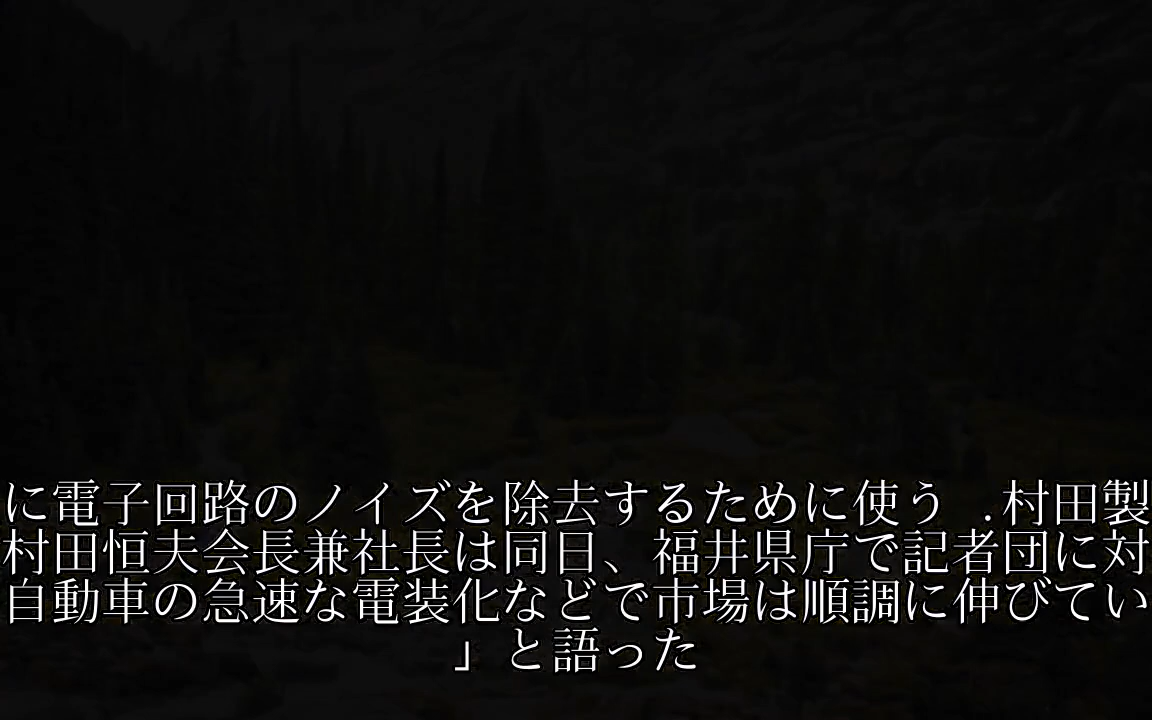 に電子回路のノイズを除去するために使う .村田製
村田恒夫会長兼社長は同日、福井県庁で記者団に対
自動車の急速な電装化などで市場は順調に伸びてい
」と語った